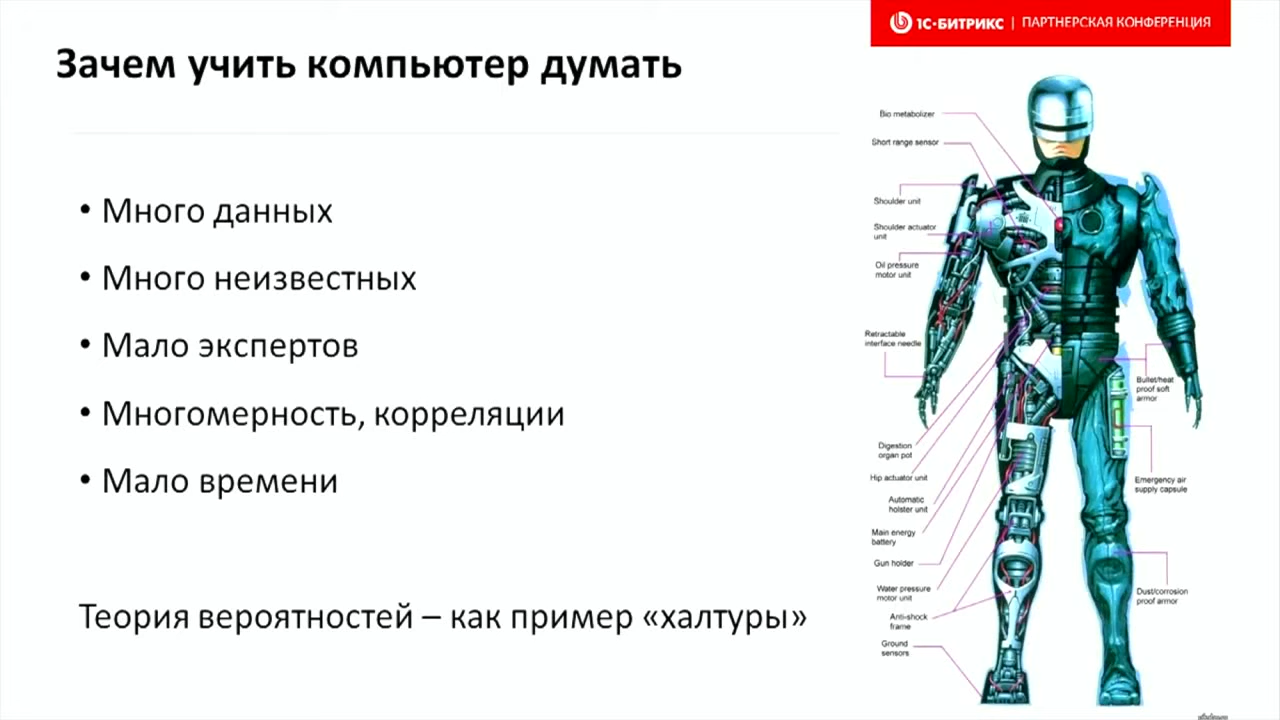 1С-БИТРИКС | ПАРТНЕРСКАЯ КОНФЕРЕНЦИЯ
Зачем учить компьютер думать
• Много данных
• Много неизвестных
• Мало экспертов
• Многомерность, корреляции
• Мало времени
Теория вероятностей – как пример «халтуры»
Bio metabolizer
Short range sensor
Shoulder unit
Shoulder actuator
unit
Oil pressure
motor unit
Retractable
interface needle
Digestion
organ pot
Hip actuator unit
Automatic
holster unit
Main energy
battery
Gun holder
Water pressure
motor unit
Anti-shock
frame
Ground
sensors
Bullet/heat
proof soft
armor
Emergency air
supply capsule
Dust/corrosion
proof armor